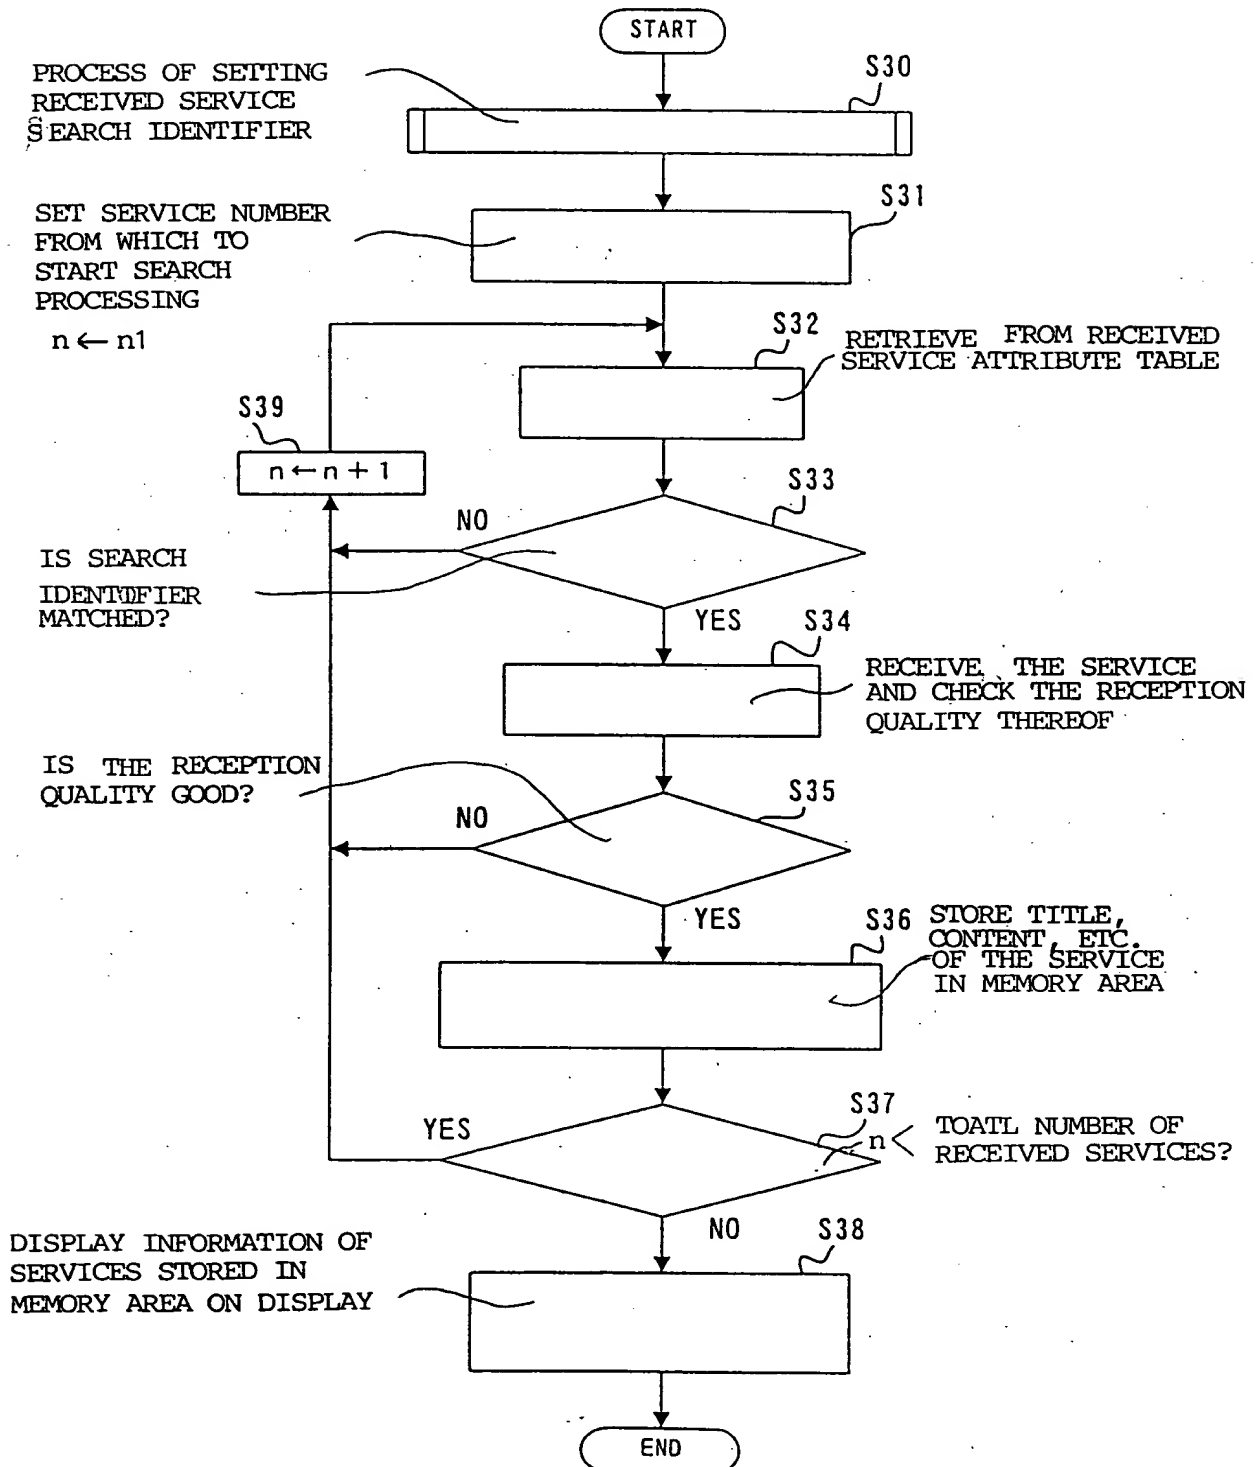 START
PROCESS OF SETTING
RECEIVED SERVICE
SEARCH IDENTIFIER
S30
SET SERVICE NUMBER
FROM WHICH TO
START SEARCH
PROCESSING
n ← n1
S31
S32
RETRIEVE FROM RECEIVED
SERVICE ATTRIBUTE TABLE
S39
n ← n + 1
S33
NO
IS SEARCH
IDENTIFIER
MATCHED?
YES
S34
RECEIVE THE SERVICE
AND CHECK THE RECEPTION
QUALITY THEREOF
IS THE RECEPTION
QUALITY GOOD?
S35
NO
YES
S36
STORE TITLE,
CONTENT, ETC.
OF THE SERVICE
IN MEMORY AREA
S37
YES
n <
TOATL NUMBER OF
RECEIVED SERVICES?
NO
S38
DISPLAY INFORMATION OF
SERVICES STORED IN
MEMORY AREA ON DISPLAY
END